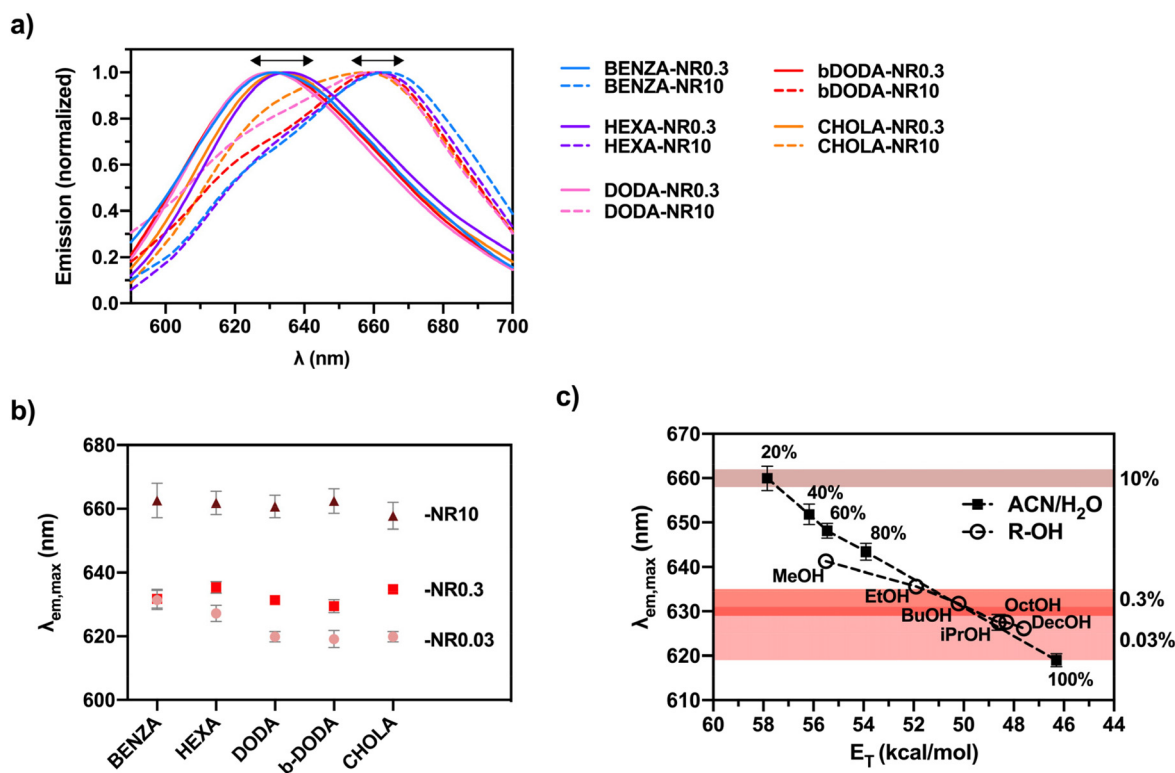 a)
Emission (normalized)
1.0
0.8
0.6
0.4
0.2
0.0
600 620 640 660 680 700
λ (nm)
BENZA-NR0.3
BENZA-NR10
HEXA-NR0.3
HEXA-NR10
DODA-NR0.3
DODA-NR10
bDODA-NR0.3
bDODA-NR10
CHOLA-NR0.3
CHOLA-NR10
b)
λem,max (nm)
680
660
640
620
600
-NR10
-NR0.3
-NR0.03
BENZA
HEXA
DODA
b-DODA
CHOLA
c)
λem,max (nm)
670
660
650
640
630
620
610
20%
40%
60%
80%
100%
MeOH
EtOH
BuOH
iPrOH
OctOH
DecOH
ACN/H₂O
R-OH
10%
0.3%
0.03%
60 58 56 54 52 50 48 46 44
ET (kcal/mol)